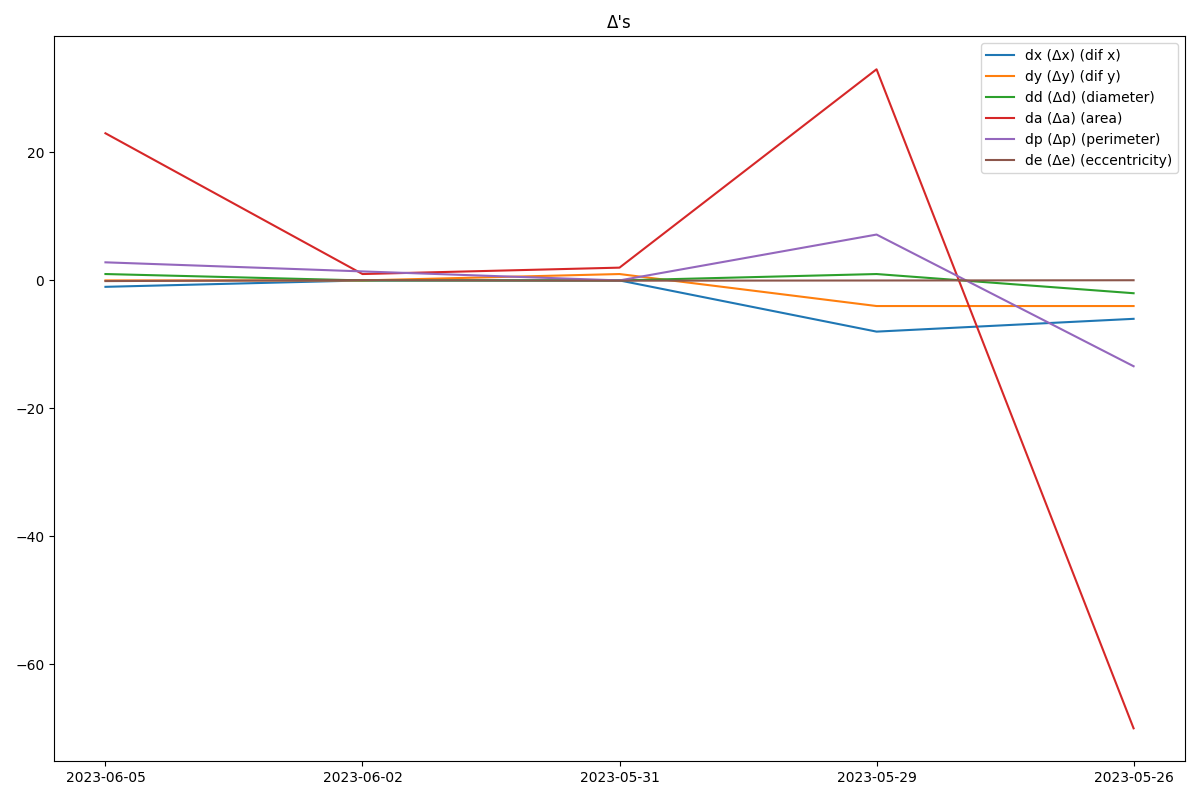 Δ's
dx (Δx) (dif x)
dy (Δy) (dif y)
dd (Δd) (diameter)
da (Δa) (area)
dp (Δp) (perimeter)
de (Δe) (eccentricity)
20
0
−20
−40
−60
2023-06-05 2023-06-02 2023-05-31 2023-05-29 2023-05-26